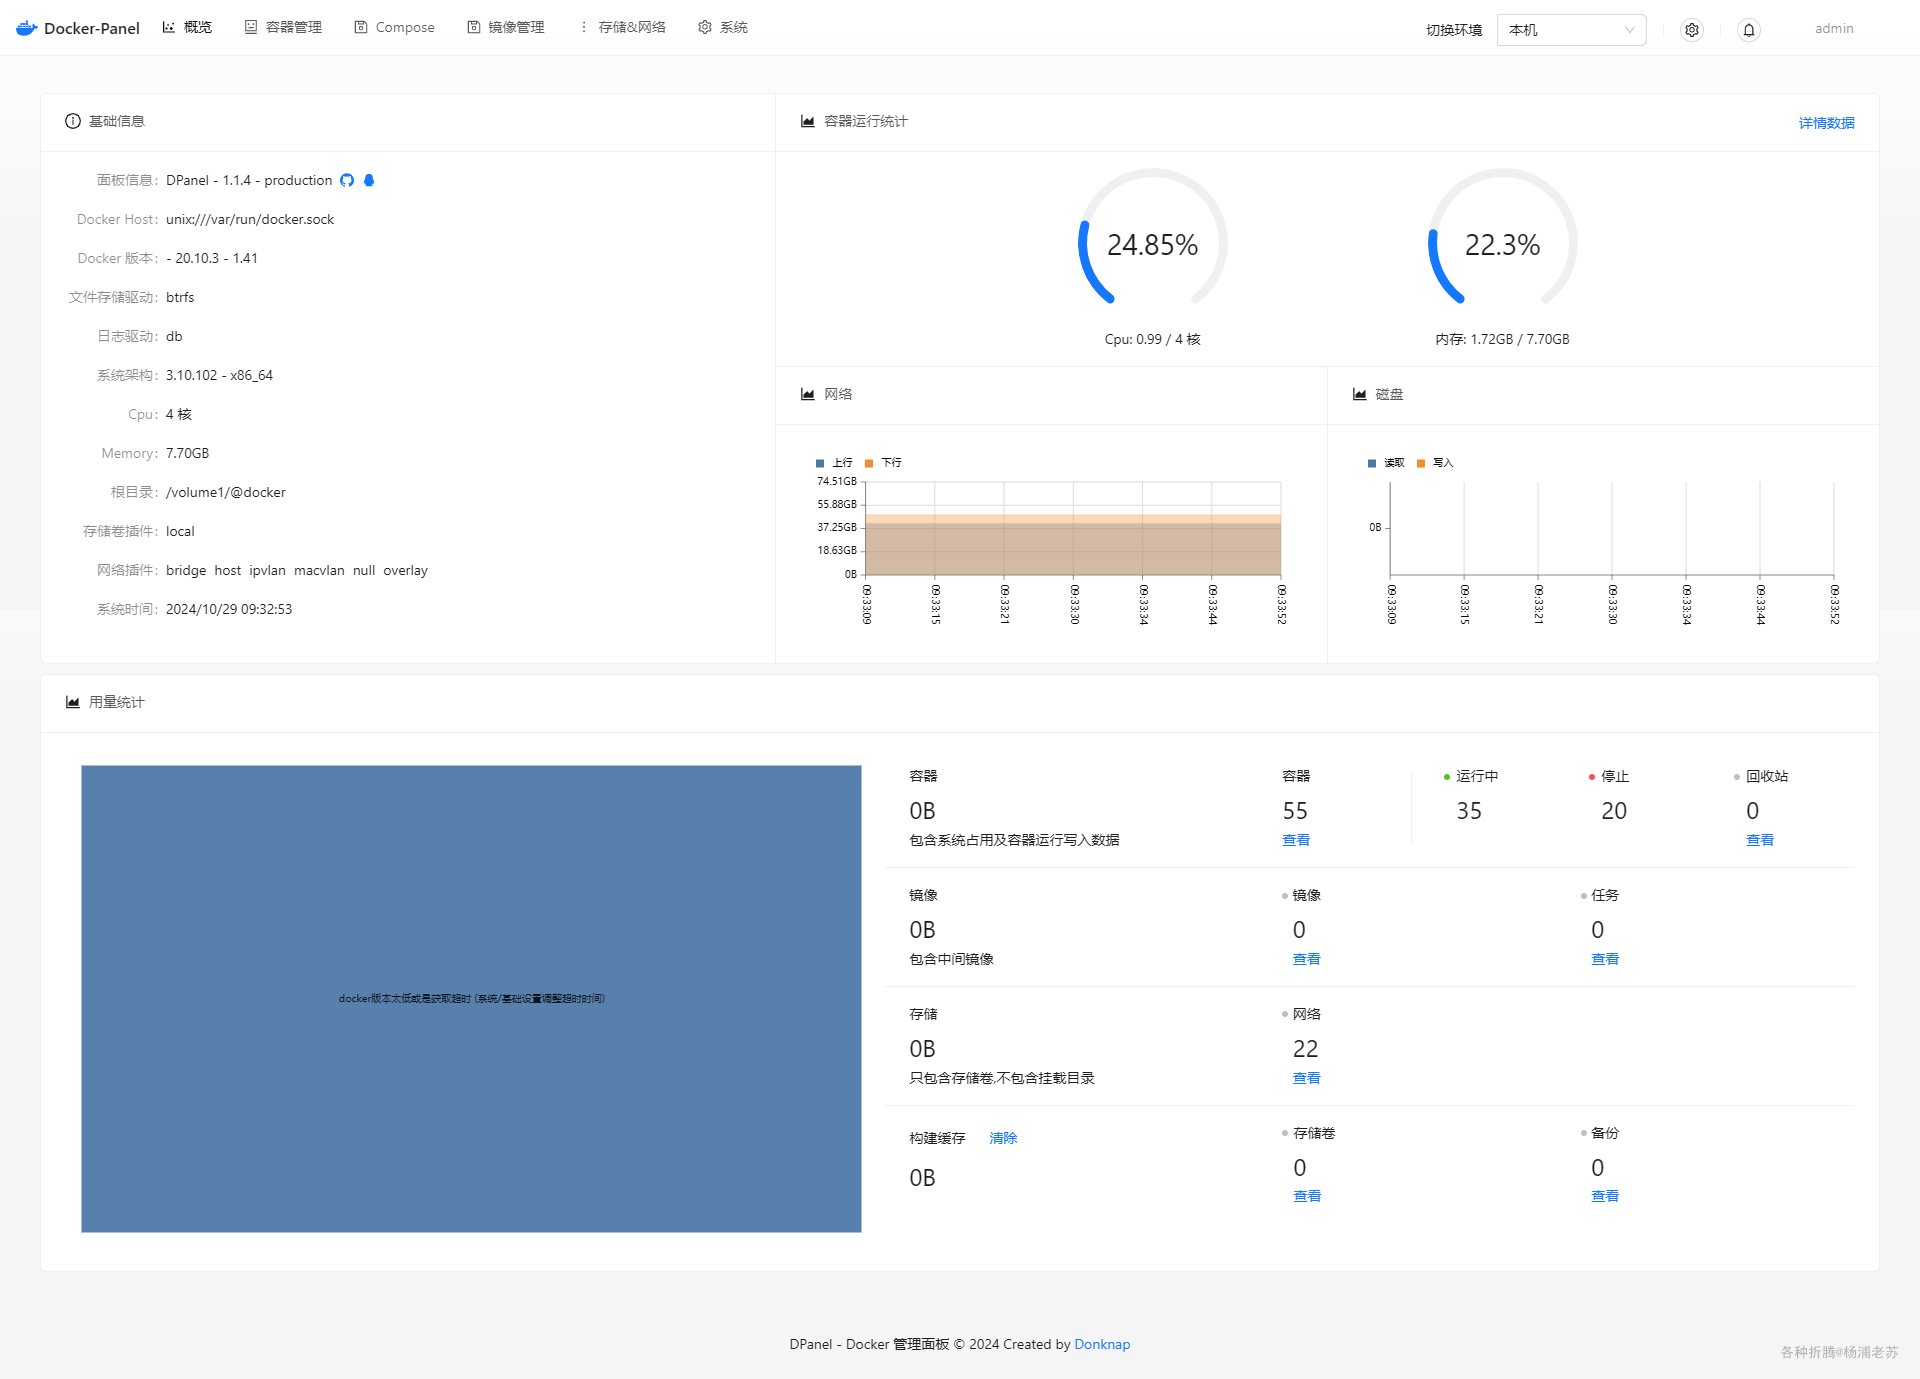 Docker-Panel 概览 容器管理 Compose 镜像管理 存储&网络 系统 切换环境 本机 admin
基础信息
面板信息: DPanel - 1.1.4 - production
Docker Host: unix:///var/run/docker.sock
Docker 版本: - 20.10.3 - 1.41
文件存储驱动: btrfs
日志驱动: db
系统架构: 3.10.102 - x86_64
Cpu: 4 核
Memory: 7.70GB
根目录: /volume1/@docker
存储卷插件: local
网络插件: bridge host ipvlan macvlan null overlay
系统时间: 2024/10/29 09:32:53
容器运行统计 详情数据
24.85% 22.3%
Cpu: 0.99 / 4 核 内存: 1.72GB / 7.70GB
网络
上行 下行
74.51GB
55.88GB
37.25GB
18.63GB
0B
09:33:09 09:33:15 09:33:21 09:33:30 09:33:34 09:33:44 09:33:52
磁盘
读取 写入
0B
09:33:09 09:33:15 09:33:21 09:33:30 09:33:34 09:33:44 09:33:52
用量统计
docker版本太低或是获取超时 (系统/基础设置调整超时时间)
容器 容器 运行中 停止 回收站
0B 55 35 20 0
包含系统占用及容器运行写入数据 查看 查看
镜像 镜像 任务
0B 0 0
包含中间镜像 查看 查看
存储 网络
0B 22
只包含存储卷,不包含挂载目录 查看
构建缓存 清除 存储卷 备份
0B 0 0
查看 查看
DPanel - Docker 管理面板 © 2024 Created by Donknap
各种折腾@杨浦老苏